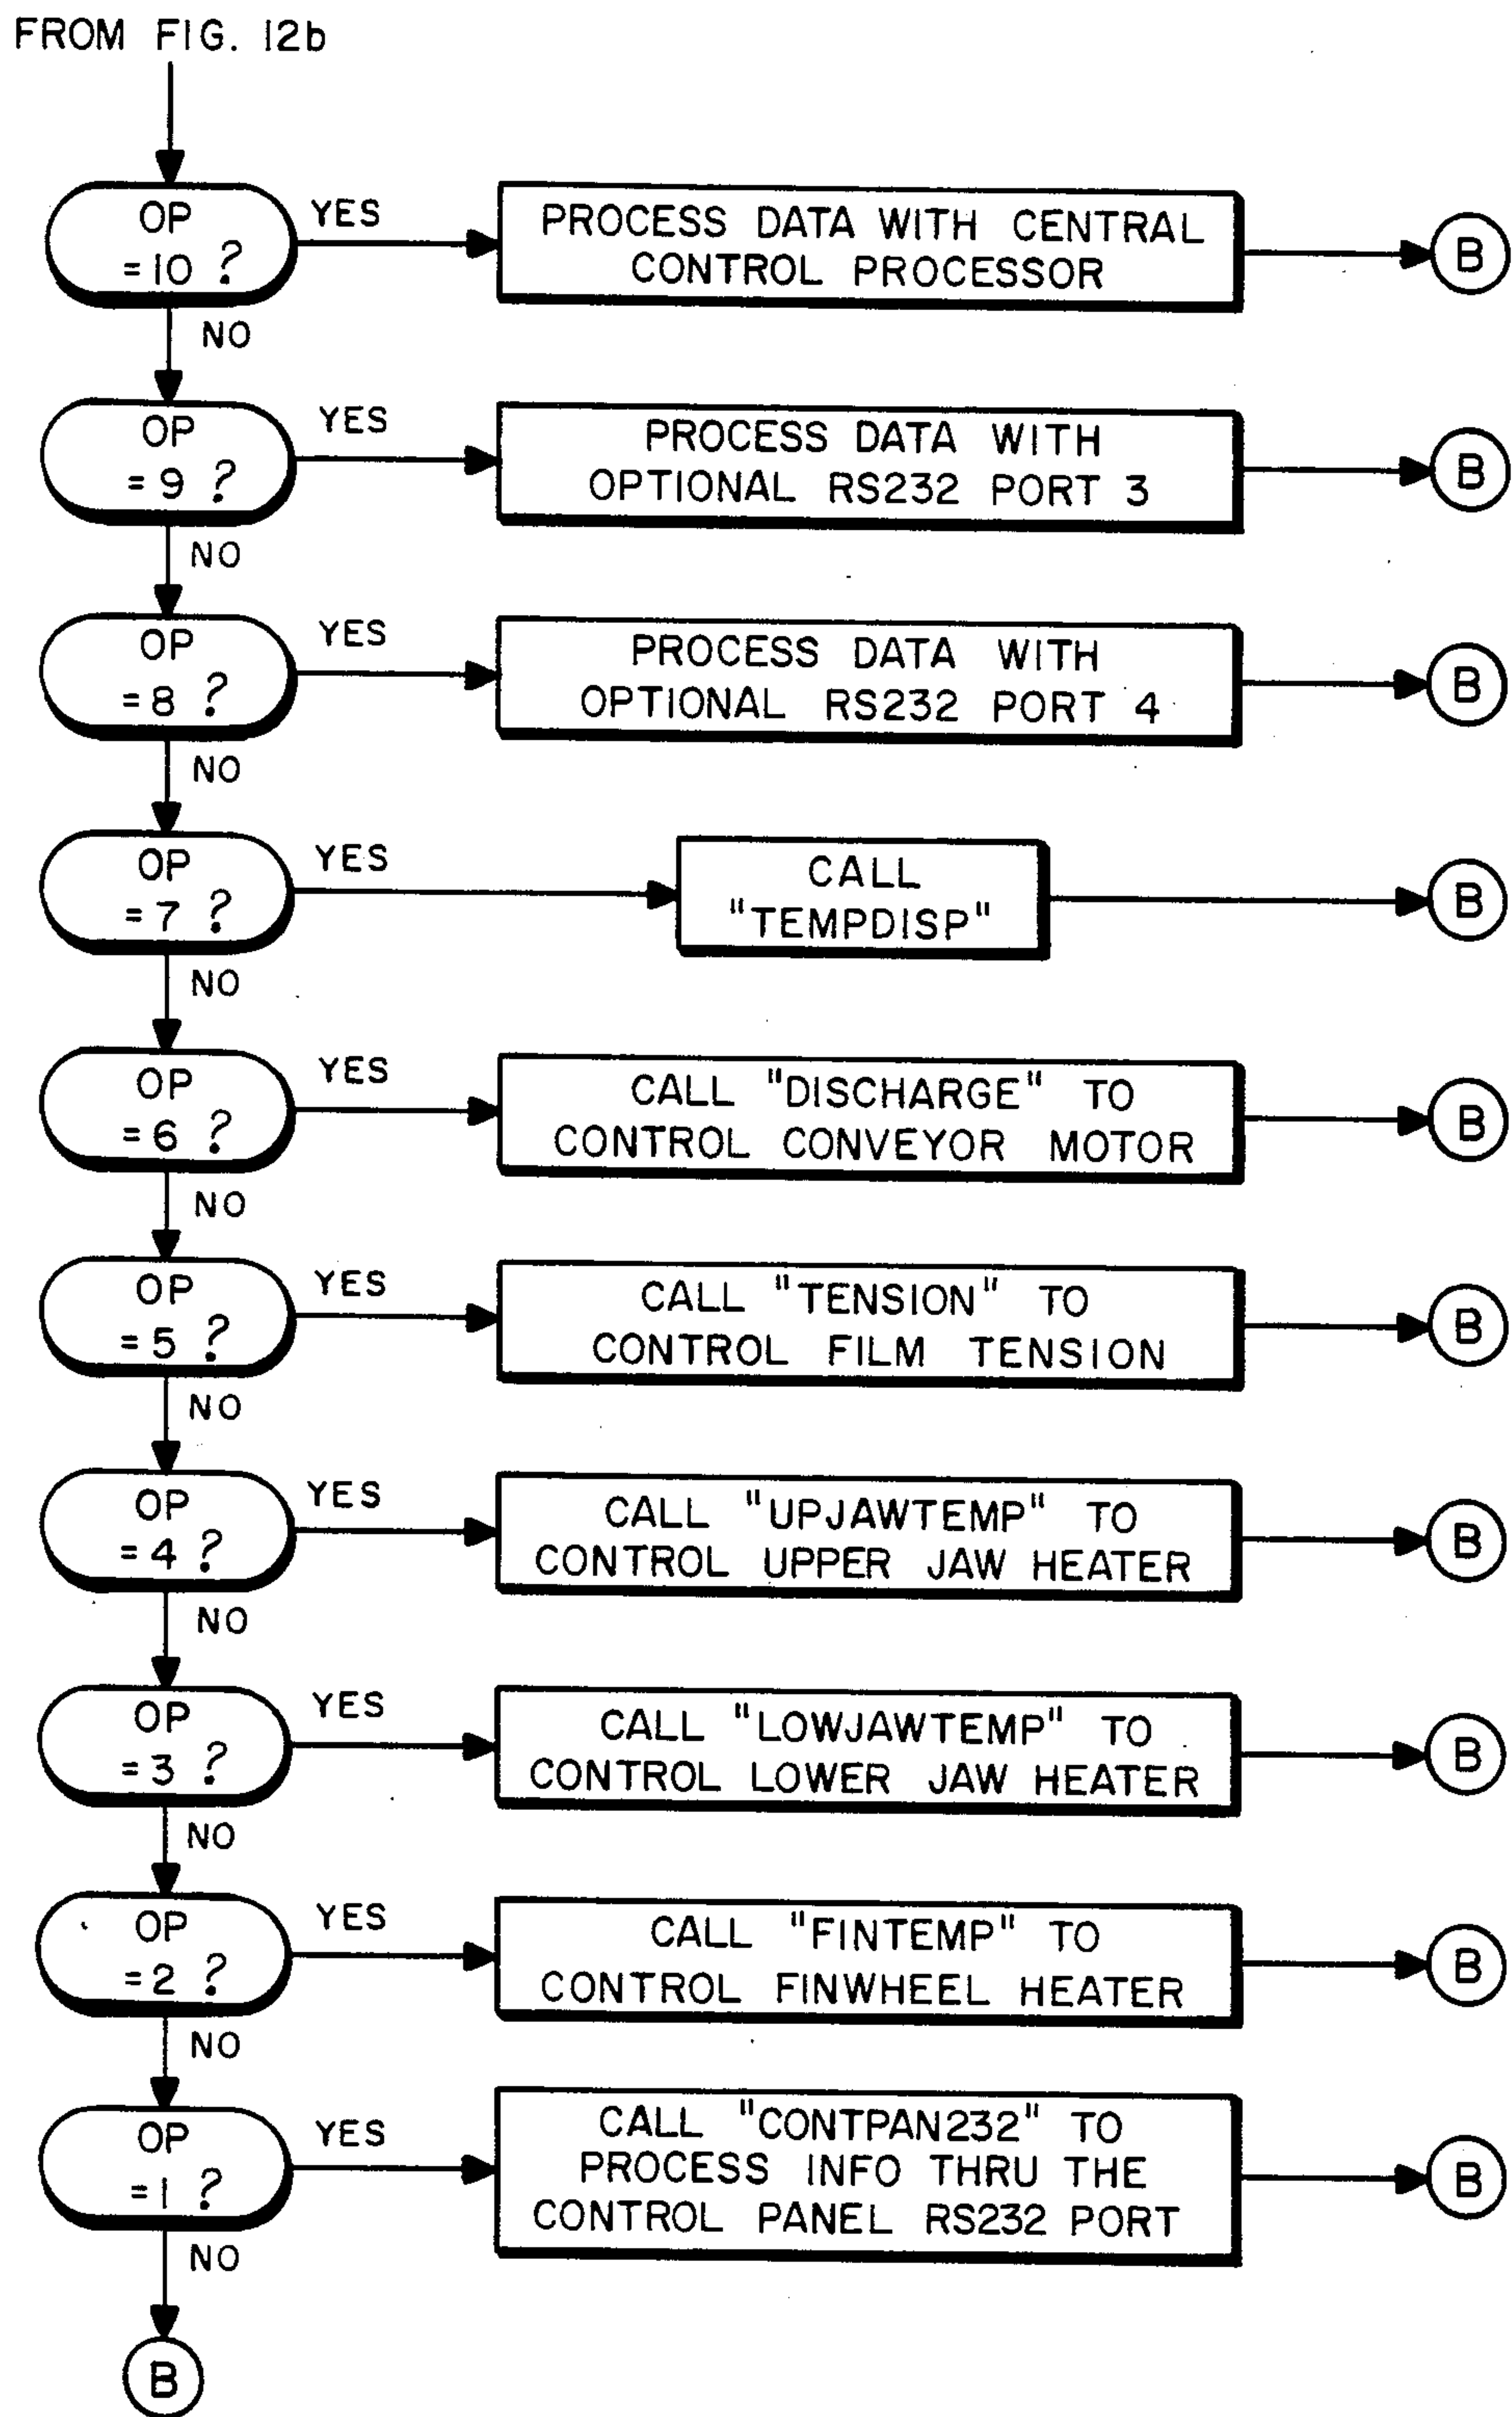 FROM FIG. 12b
OP
=10 ?
YES
PROCESS DATA WITH CENTRAL
CONTROL PROCESSOR
B
NO
OP
=9 ?
YES
PROCESS DATA WITH
OPTIONAL RS232 PORT 3
B
NO
OP
=8 ?
YES
PROCESS DATA WITH
OPTIONAL RS232 PORT 4
B
NO
OP
=7 ?
YES
CALL
"TEMPDISP"
B
NO
OP
=6 ?
YES
CALL "DISCHARGE" TO
CONTROL CONVEYOR MOTOR
B
NO
OP
=5 ?
YES
CALL "TENSION" TO
CONTROL FILM TENSION
B
NO
OP
=4 ?
YES
CALL "UPJAWTEMP" TO
CONTROL UPPER JAW HEATER
B
NO
OP
=3 ?
YES
CALL "LOWJAWTEMP" TO
CONTROL LOWER JAW HEATER
B
NO
OP
=2 ?
YES
CALL "FINTEMP" TO
CONTROL FINWHEEL HEATER
B
NO
OP
=1 ?
YES
CALL "CONTPAN232" TO
PROCESS INFO THRU THE
CONTROL PANEL RS232 PORT
B
NO
B